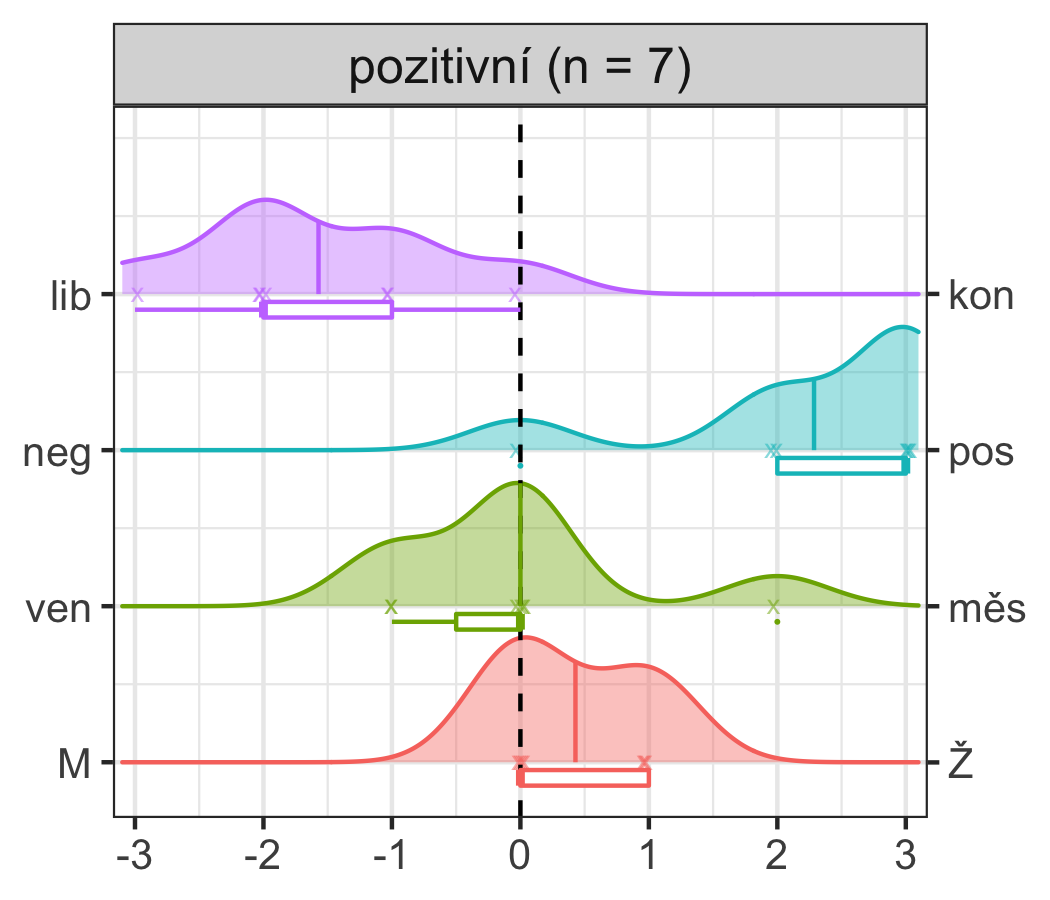 pozitivní (n = 7)
lib kon
neg pos
ven měs
M Ž
-3 -2 -1 0 1 2 3